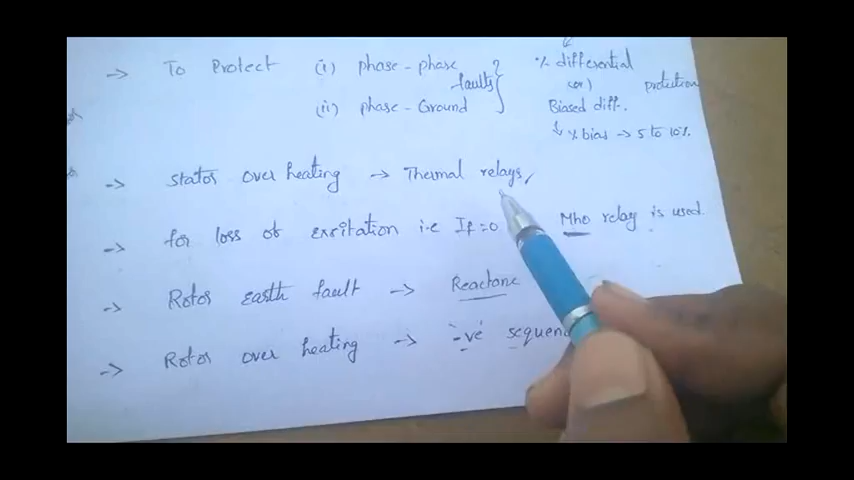 -> To Protect (i) phase - phase faults } % differential
(or) protection
(ii) phase - Ground Biased diff.
↓ % bias -> 5 to 10%
-> stator over heating -> Thermal relays
-> for loss of excitation i.e If = 0 Mho relay is used.
-> Rotor earth fault -> Reactanc
-> Rotor over heating -> -ve sequenc